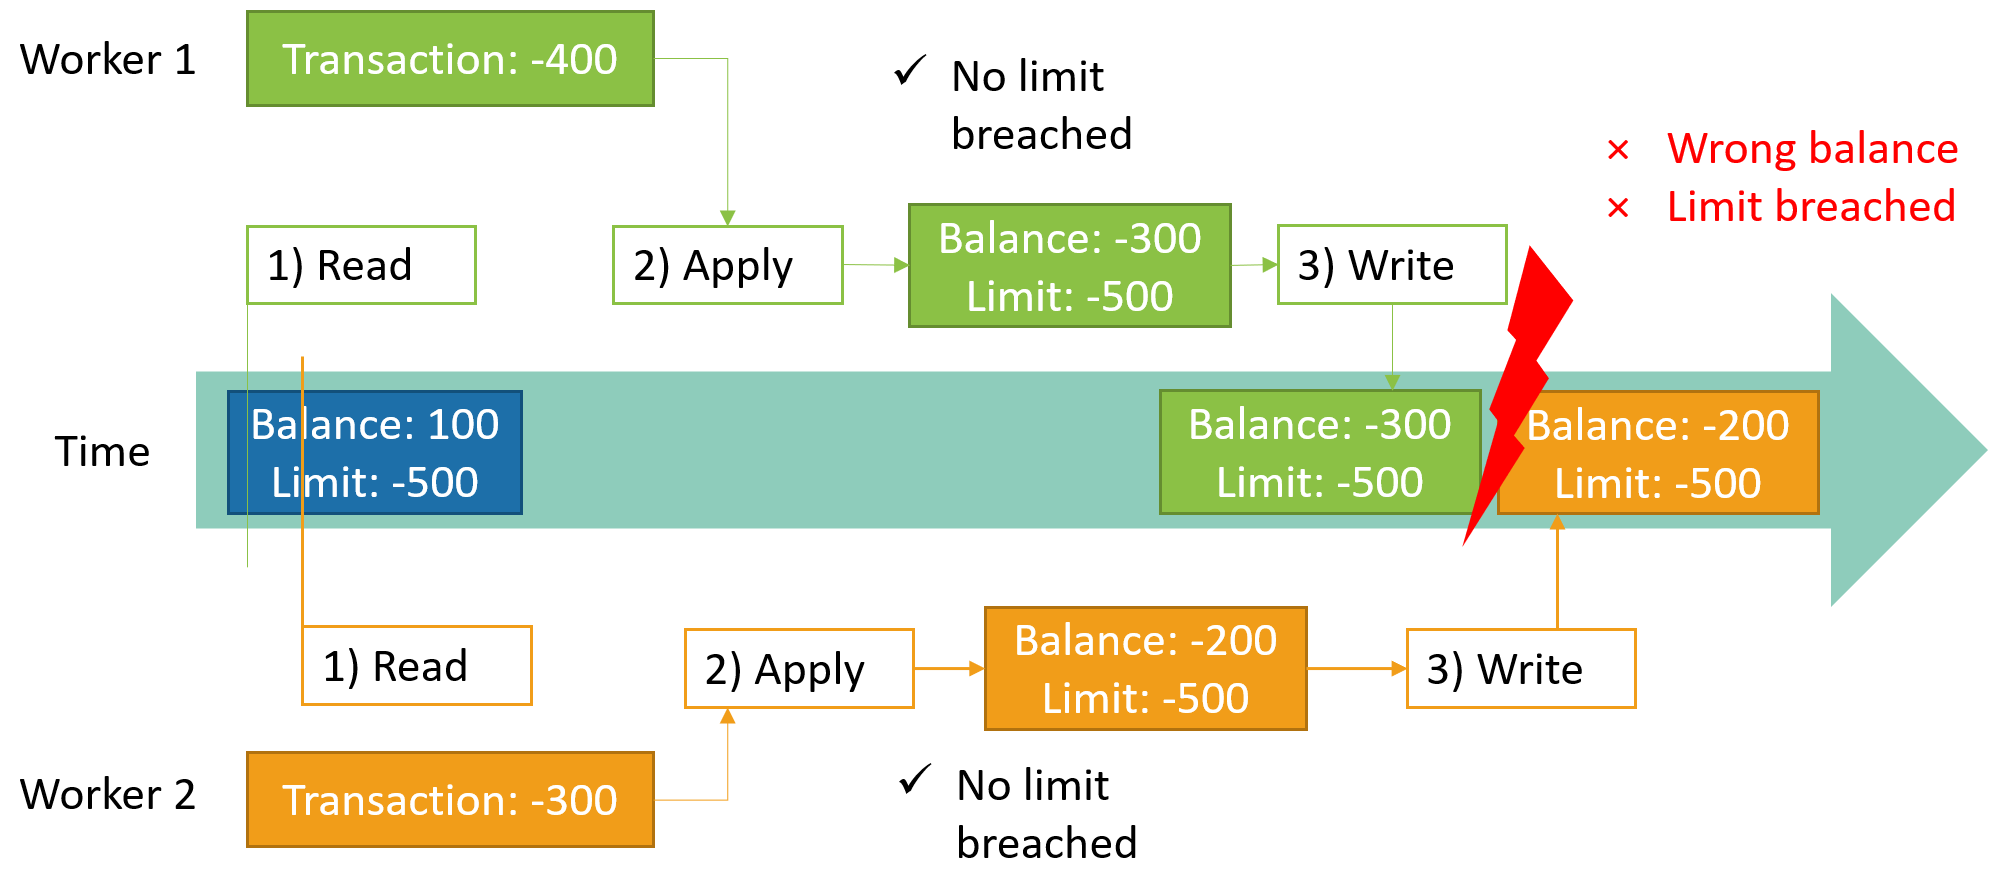 Worker 1
Transaction: -400
✓ No limit
breached
× Wrong balance
× Limit breached
1) Read
2) Apply
Balance: -300
Limit: -500
3) Write
Time
Balance: 100
Limit: -500
Balance: -300
Limit: -500
Balance: -200
Limit: -500
1) Read
2) Apply
Balance: -200
Limit: -500
3) Write
Worker 2
Transaction: -300
✓ No limit
breached